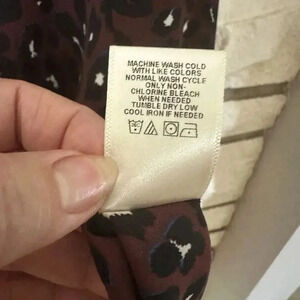 MACHINE WASH COLD
WITH LIKE COLORS
NORMAL WASH CYCLE
ONLY NON-
CHLORINE BLEACH
WHEN NEEDED
TUMBLE DRY LOW
COOL IRON IF NEEDED